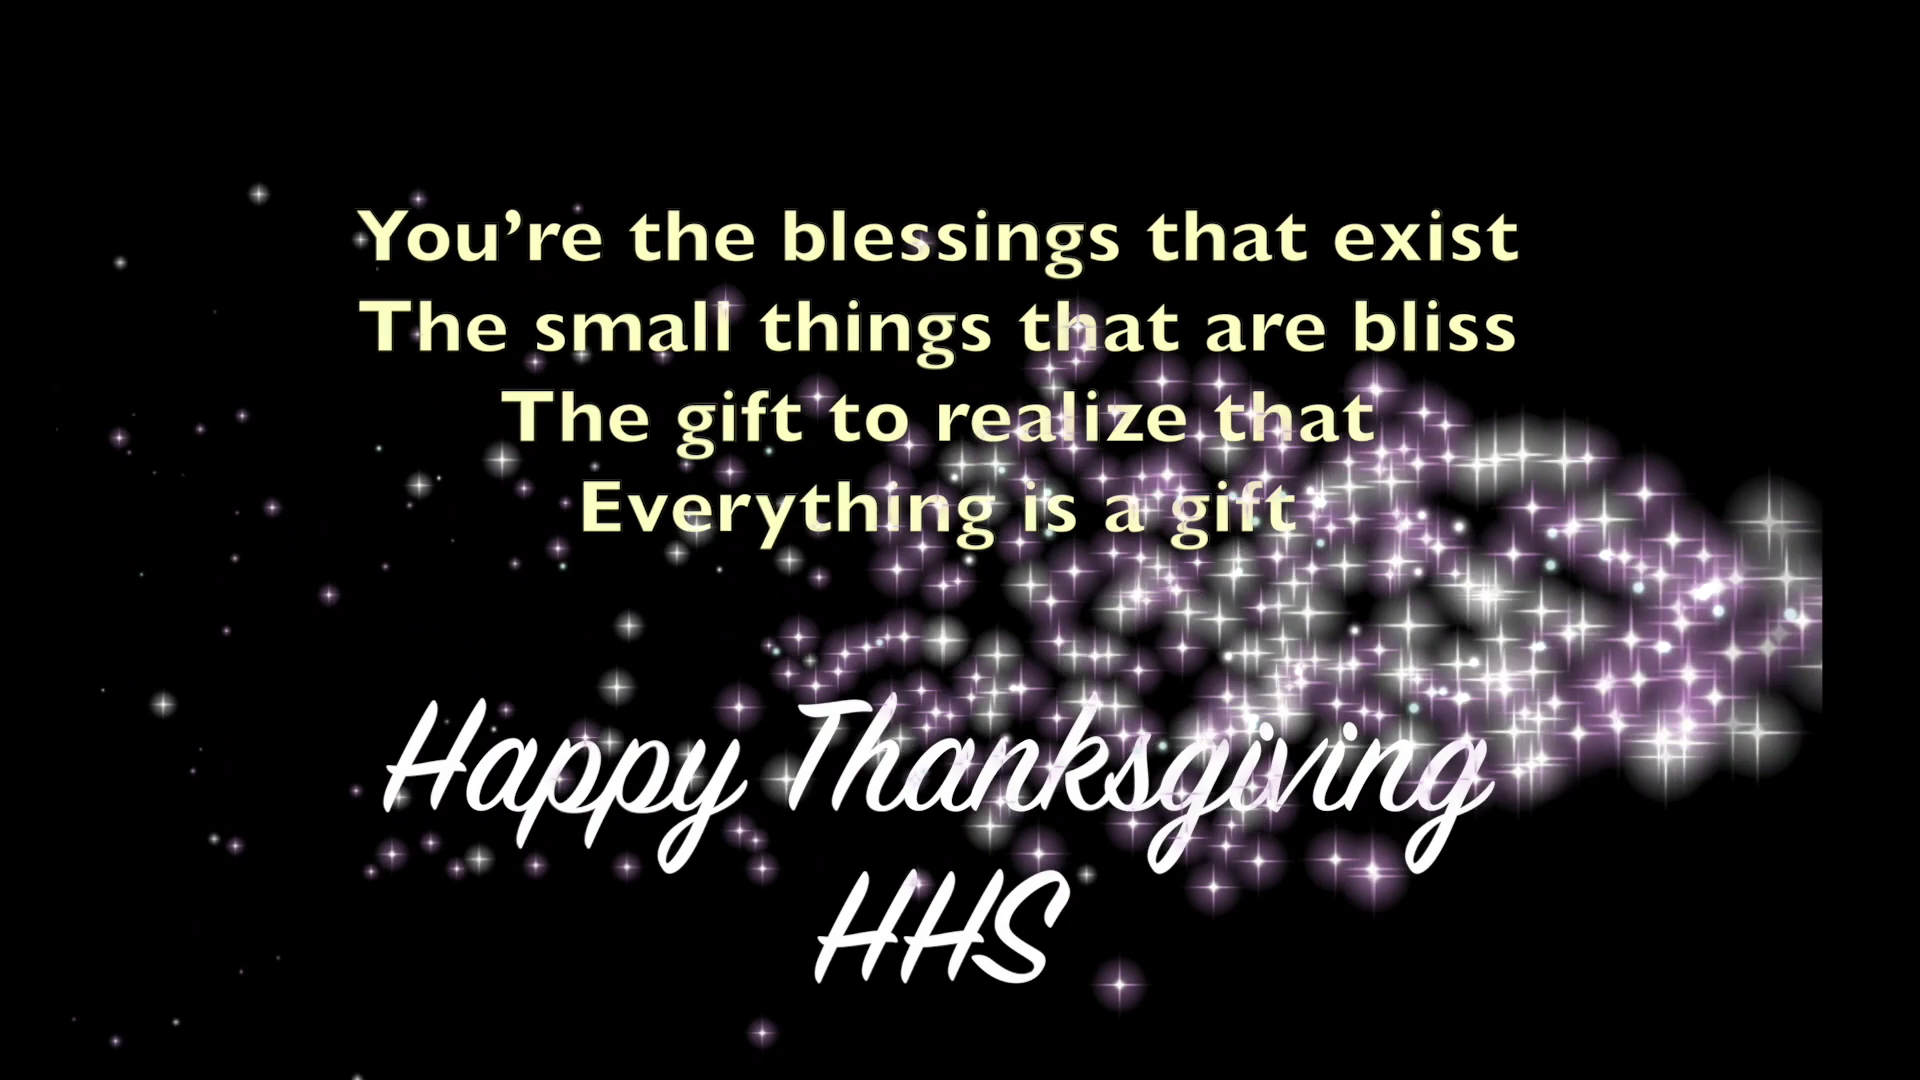 You’re the blessings that exist
The small things that are bliss
The gift to realize that
Everything is a gift
Happy Thanksgiving
HHS